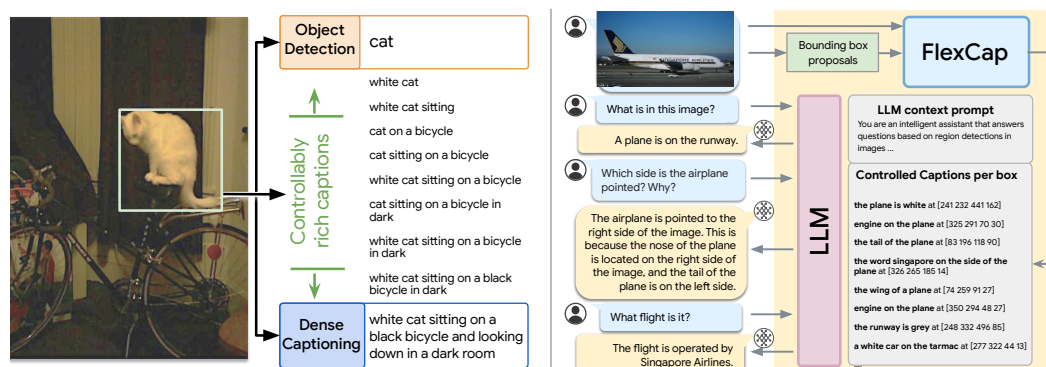 Object
Detection
cat
white cat
white cat sitting
cat on a bicycle
cat sitting on a bicycle
white cat sitting on a bicycle
cat sitting on a bicycle in
dark
white cat sitting on a bicycle
in dark
white cat sitting on a black
bicycle in dark
Controllably
rich captions
Dense
Captioning
white cat sitting on a
black bicycle and looking
down in a dark room
SINGAPORE AIRLINES
Bounding box
proposals
FlexCap
What is in this image?
A plane is on the runway.
Which side is the airplane
pointed? Why?
The airplane is pointed to the
right side of the image. This is
because the nose of the plane
is located on the right side of
the image, and the tail of the
plane is on the left side.
What flight is it?
The flight is operated by
Singapore Airlines.
LLM
LLM context prompt
You are an intelligent assistant that answers
questions based on region detections in
images ...
Controlled Captions per box
the plane is white at [241 232 441 162]
engine on the plane at [325 291 70 30]
the tail of the plane at [83 196 118 90]
the word singapore on the side of the
plane at [326 265 185 14]
the wing of a plane at [74 259 91 27]
engine on the plane at [350 294 48 27]
the runway is grey at [248 332 496 85]
a white car on the tarmac at [277 322 44 13]